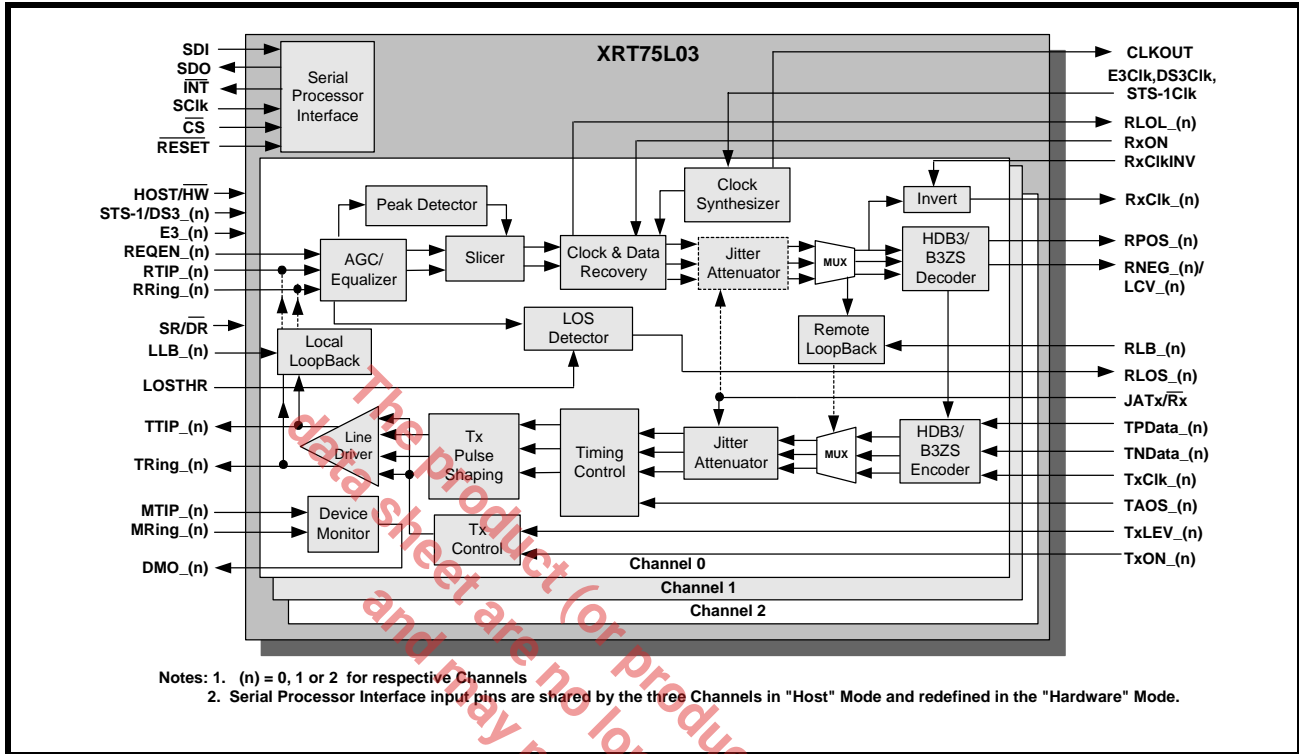 XRT75L03
SDI
SDO
INT
SClk
CS
RESET
Serial
Processor
Interface
CLKOUT
E3Clk,DS3Clk,
STS-1Clk
RLOL_(n)
RxON
RxClkINV
RxClk_(n)
RPOS_(n)
RNEG_(n)/
LCV_(n)
HOST/HW
STS-1/DS3_(n)
E3_(n)
REQEN_(n)
RTIP_(n)
RRing_(n)
SR/DR
LLB_(n)
LOSTHR
TTIP_(n)
TRing_(n)
MTIP_(n)
MRing_(n)
DMO_(n)
Peak Detector
AGC/
Equalizer
Slicer
Clock & Data
Recovery
Clock
Synthesizer
Jitter
Attenuator
MUX
Invert
HDB3/
B3ZS
Decoder
LOS
Detector
Remote
LoopBack
Local
LoopBack
RLB_(n)
RLOS_(n)
JATx/Rx
TPData_(n)
TNData_(n)
TxClk_(n)
TAOS_(n)
TxLEV_(n)
TxON_(n)
Line
Driver
Tx
Pulse
Shaping
Timing
Control
Jitter
Attenuator
MUX
HDB3/
B3ZS
Encoder
Device
Monitor
Tx
Control
Channel 0
Channel 1
Channel 2
Notes: 1. (n) = 0, 1 or 2 for respective Channels
2. Serial Processor Interface input pins are shared by the three Channels in "Host" Mode and redefined in the "Hardware" Mode.
The product (or produc
data sheet are no lon
and may n